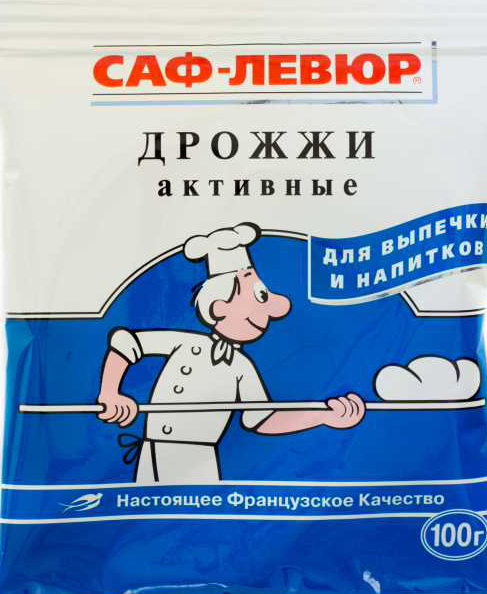 САФ-ЛЕВЮР®
ДРОЖЖИ
активные
ДЛЯ ВЫПЕЧКИ
И НАПИТКОВ
Настоящее Французское Качество
100г